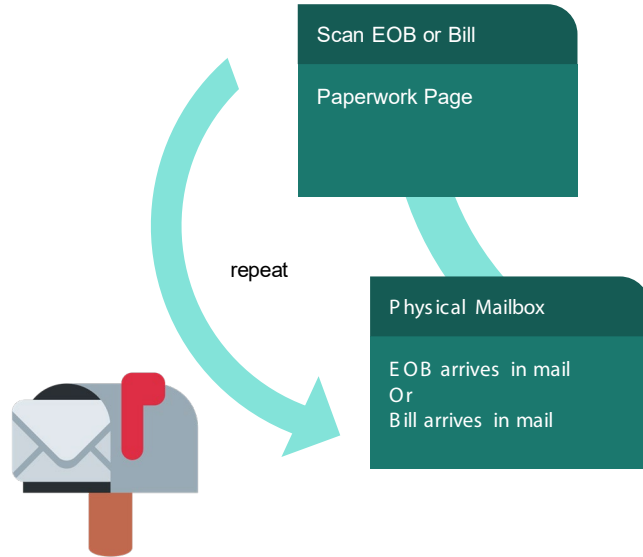 Scan EOB or Bill
Paperwork Page
repeat
Physical Mailbox
EOB arrives in mail
Or
Bill arrives in mail